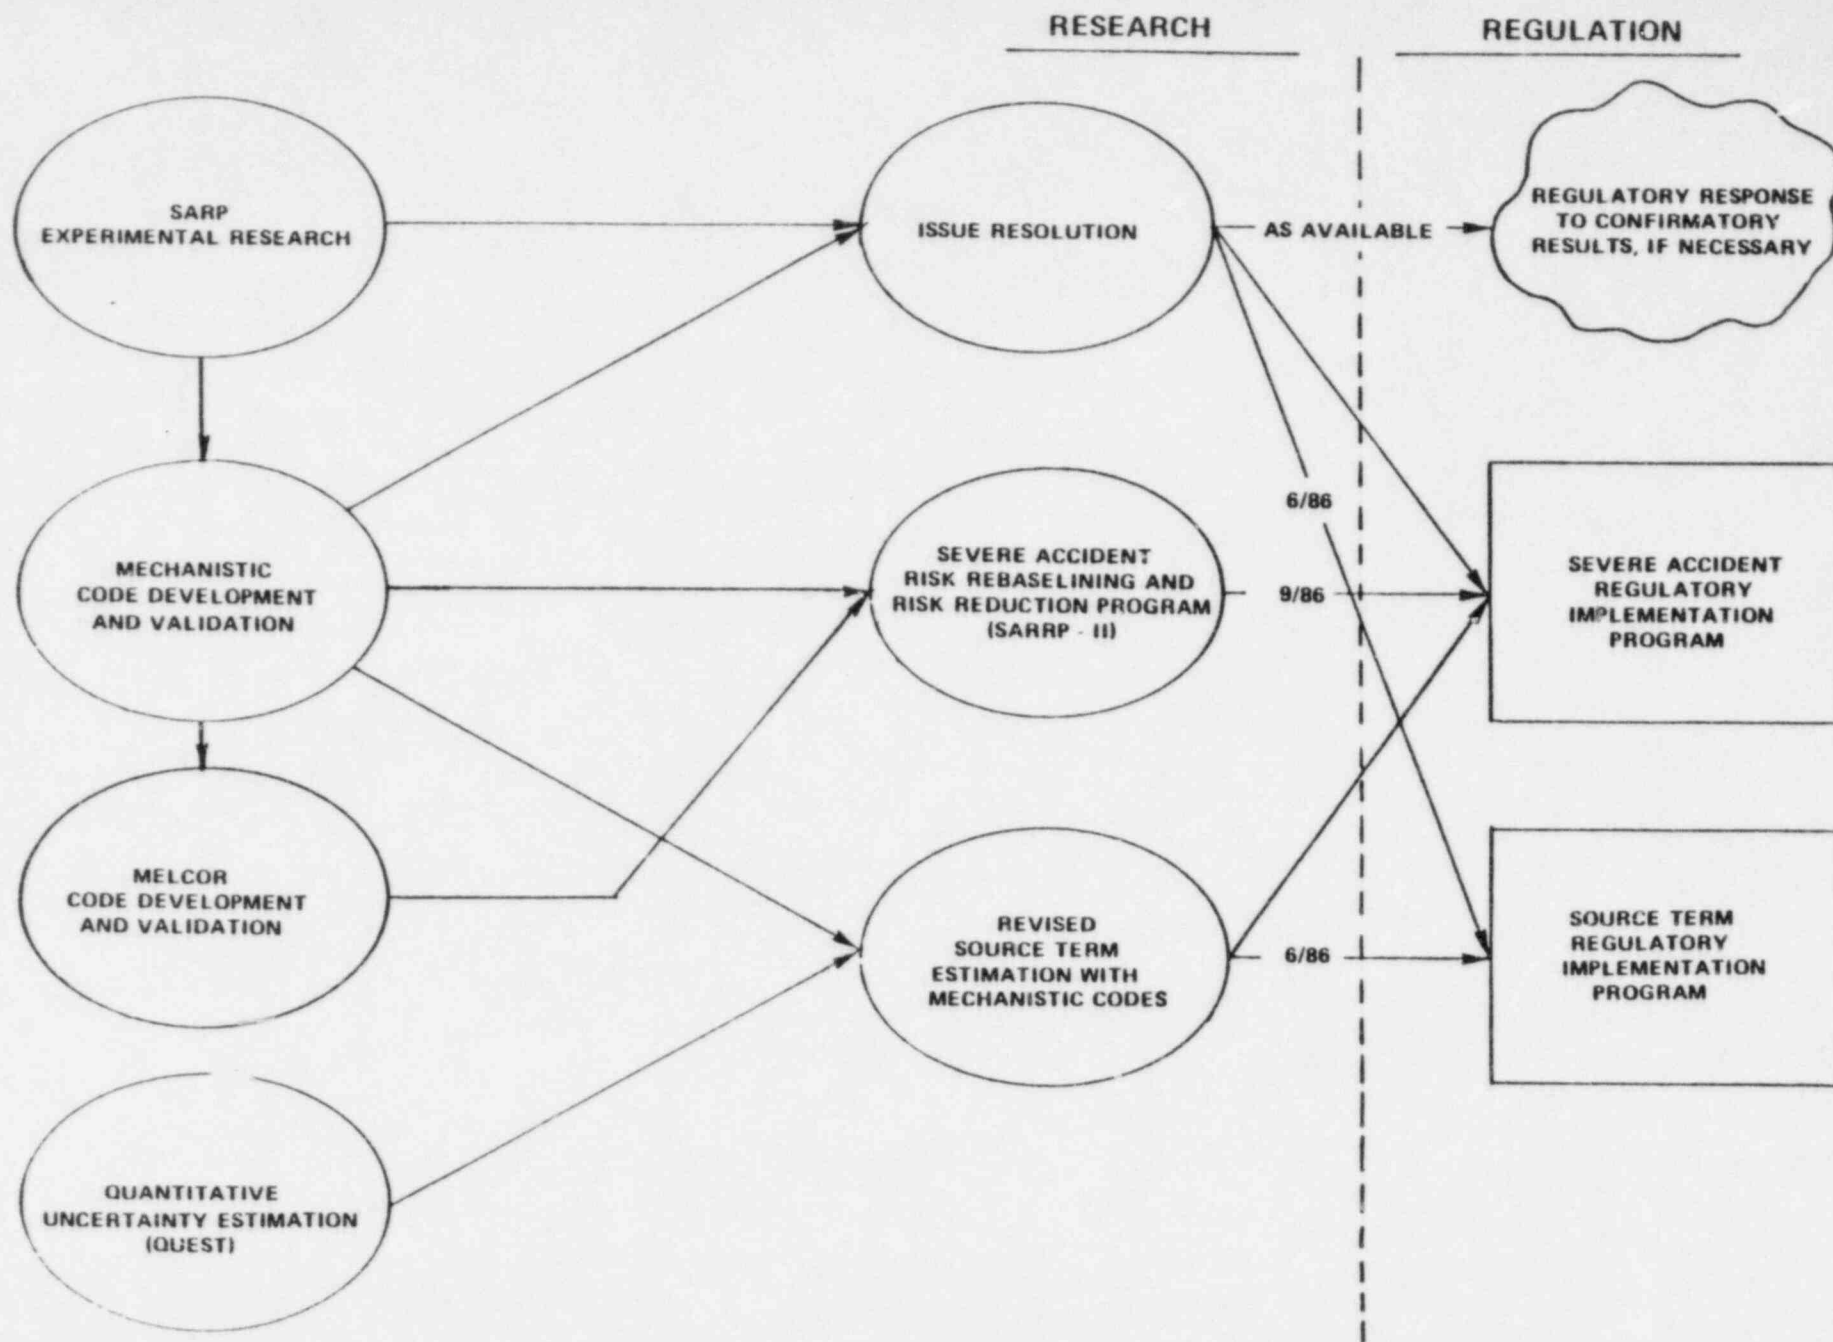 RESEARCH
REGULATION
SARP
EXPERIMENTAL RESEARCH
ISSUE RESOLUTION
AS AVAILABLE
REGULATORY RESPONSE
TO CONFIRMATORY
RESULTS, IF NECESSARY
6/86
MECHANISTIC
CODE DEVELOPMENT
AND VALIDATION
SEVERE ACCIDENT
RISK REBASELINING AND
RISK REDUCTION PROGRAM
(SARRP - II)
9/86
SEVERE ACCIDENT
REGULATORY
IMPLEMENTATION
PROGRAM
MELCOR
CODE DEVELOPMENT
AND VALIDATION
REVISED
SOURCE TERM
ESTIMATION WITH
MECHANISTIC CODES
6/86
SOURCE TERM
REGULATORY
IMPLEMENTATION
PROGRAM
QUANTITATIVE
UNCERTAINTY ESTIMATION
(QUEST)